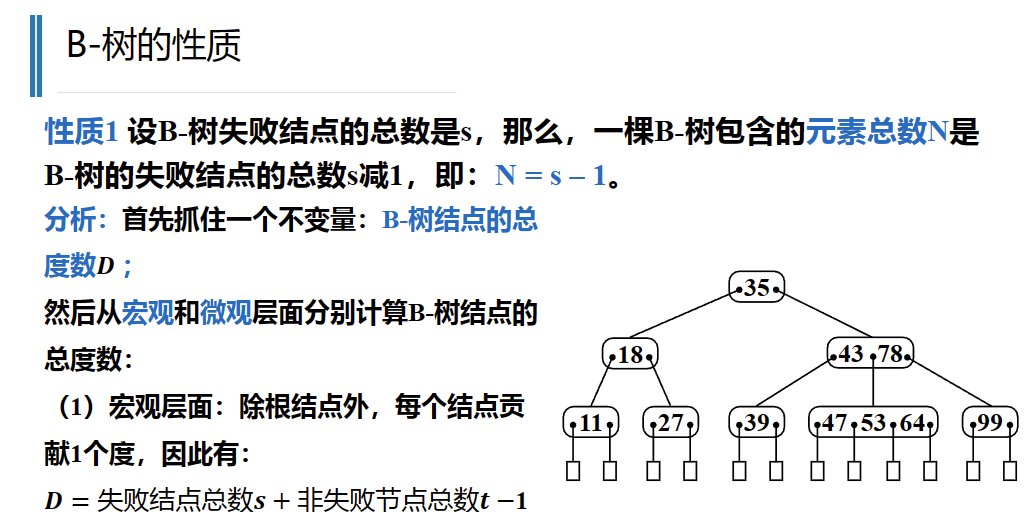 B-树的性质
性质1 设B-树失败结点的总数是s，那么，一棵B-树包含的元素总数N是
B-树的失败结点的总数s减1，即：N = s – 1。
分析：首先抓住一个不变量：B-树结点的总
度数D；
然后从宏观和微观层面分别计算B-树结点的
总度数：
（1）宏观层面：除根结点外，每个结点贡
献1个度，因此有：
D = 失败结点总数s + 非失败节点总数t −1
35
18
43 78
11
27
39
47 53 64
99